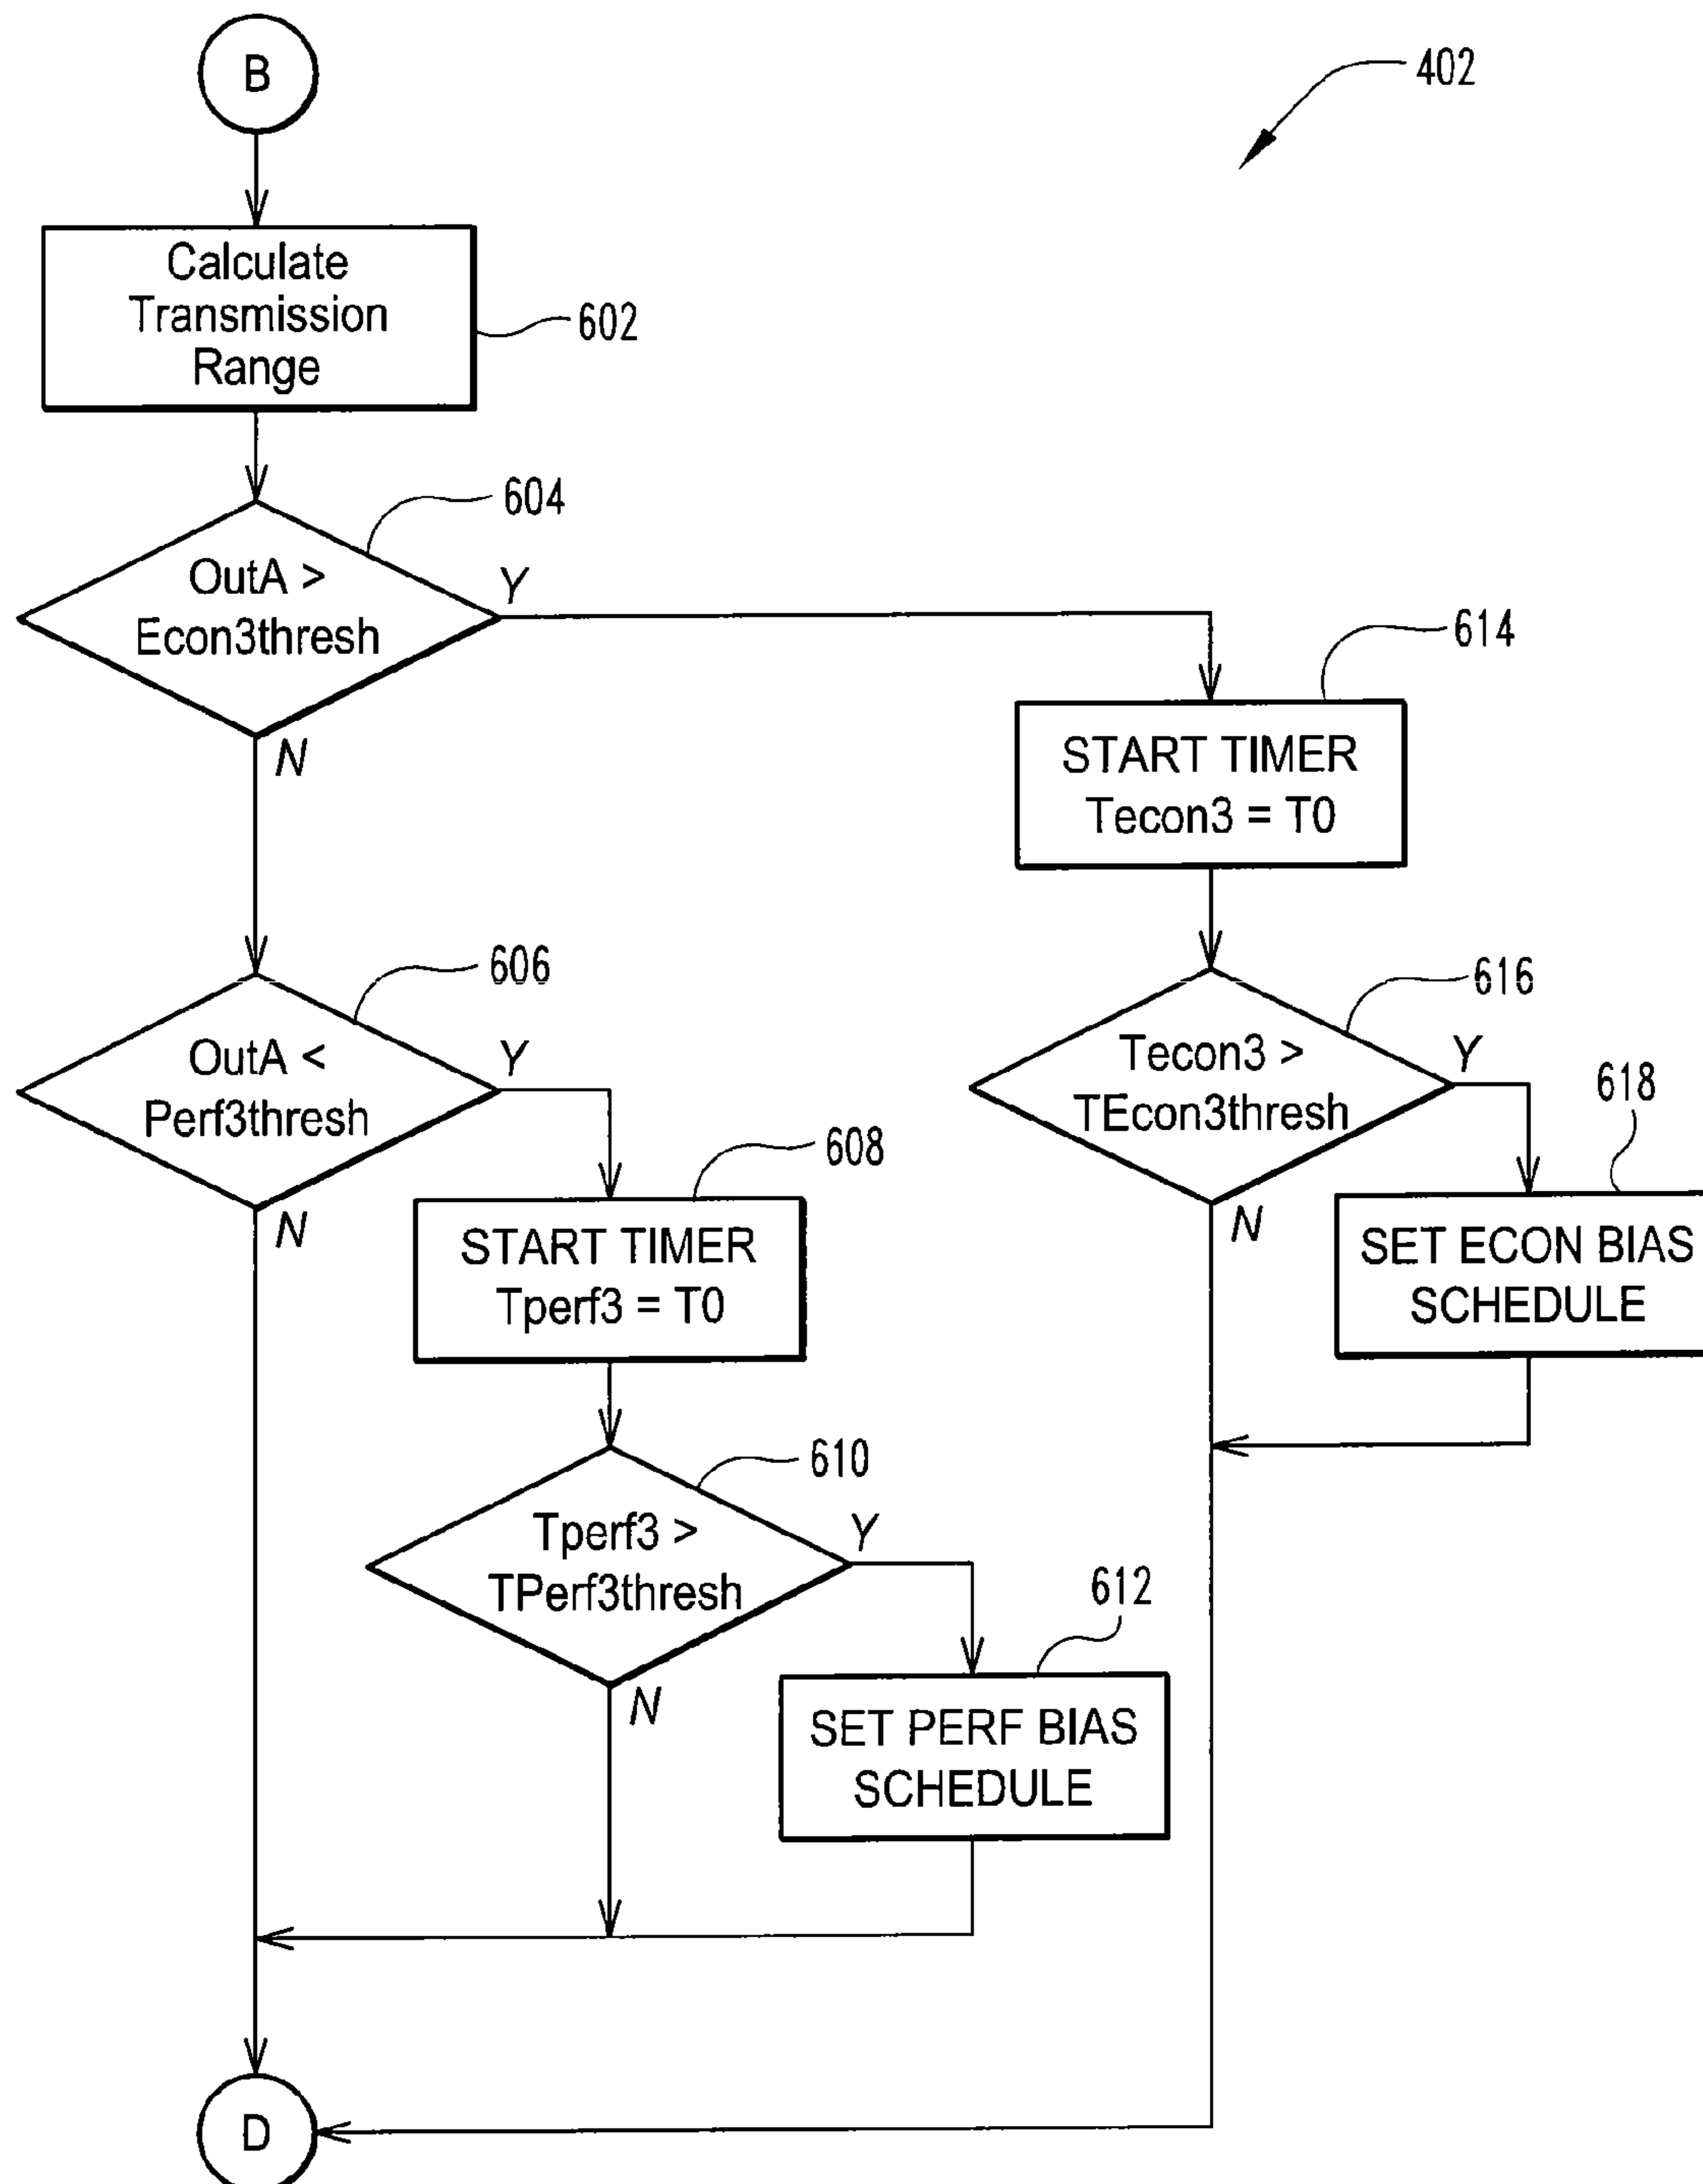 B
402
Calculate
Transmission
Range
602
604
OutA >
Econ3thresh
Y
N
614
START TIMER
Tecon3 = T0
606
OutA <
Perf3thresh
Y
N
616
Tecon3 >
TEcon3thresh
Y
N
618
SET ECON BIAS
SCHEDULE
608
START TIMER
Tperf3 = T0
610
Tperf3 >
TPerf3thresh
Y
N
612
SET PERF BIAS
SCHEDULE
D